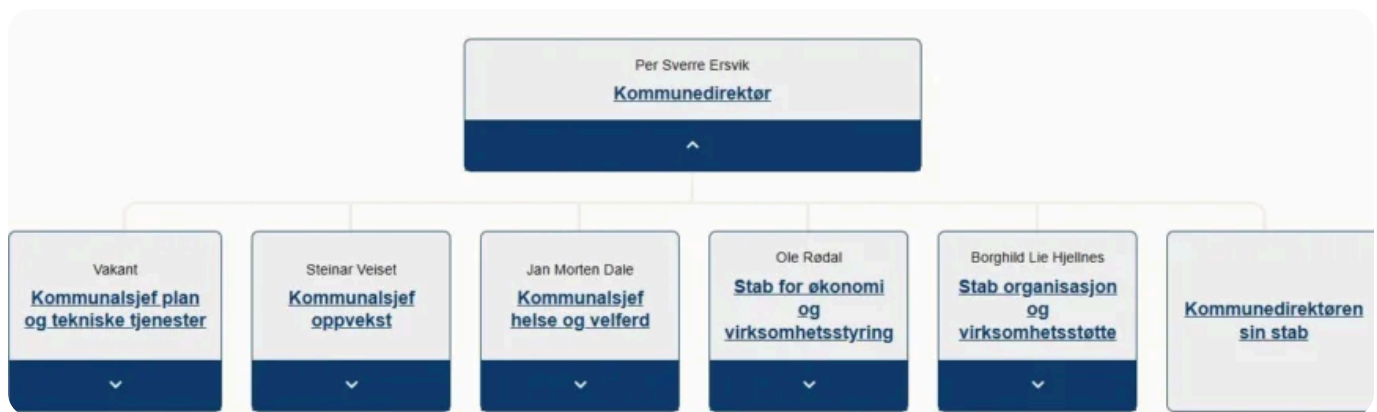 Per Sverre Ersvik
Kommunedirektør
Vakant
Kommunalsjef plan
og tekniske tjenester
Steinar Veiset
Kommunalsjef
oppvekst
Jan Morten Dale
Kommunalsjef
helse og velferd
Ole Rødal
Stab for økonomi
og
virksomhetsstyring
Borghild Lie Hjellnes
Stab organisasjon
og
virksomhetsstøtte
Kommunedirektøren
sin stab